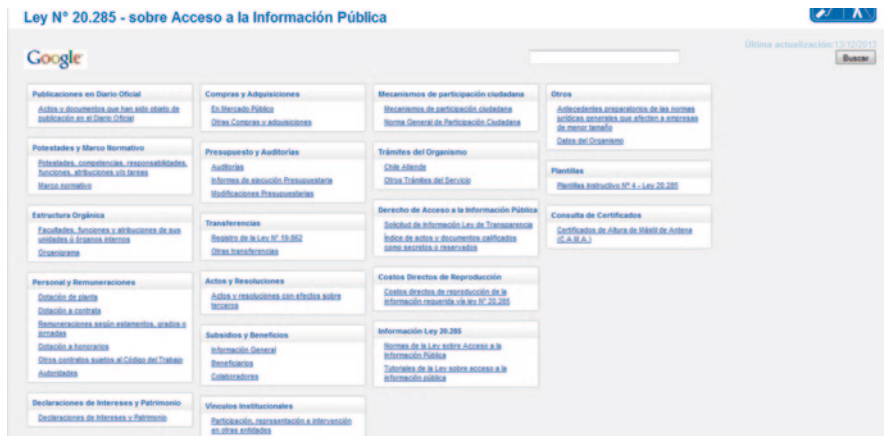 Ley N° 20.285 - sobre Acceso a la Información Pública
Última actualización:13/12/2013
Google
Buscar
Publicaciones en Diario Oficial
Actos y documentos que han sido objeto de
publicación en el Diario Oficial
Potestades y Marco Normativo
Potestades, competencias, responsabilidades,
funciones, atribuciones y/o tareas
Marco normativo
Estructura Orgánica
Facultades, funciones y atribuciones de sus
unidades ú órganos internos
Organigrama
Personal y Remuneraciones
Dotación de planta
Dotación a contrata
Remuneraciones según estamentos, grados o
jornadas
Dotación a honorarios
Otros contratos sujetos al Código del Trabajo
Autoridades
Declaraciones de Intereses y Patrimonio
Declaraciones de Intereses y Patrimonio
Compras y Adquisiciones
En Mercado Público
Otras Compras y adquisiciones
Presupuesto y Auditorías
Auditorías
Informes de ejecución Presupuestaria
Modificaciones Presupuestarias
Transferencias
Registro de la Ley N° 19.862
Otras transferencias
Actos y Resoluciones
Actos y resoluciones con efectos sobre
terceros
Subsidios y Beneficios
Información General
Beneficiarios
Colaboradores
Vínculos Institucionales
Participación, representación e intervención
en otras entidades
Mecanismos de participación ciudadana
Mecanismos de participación ciudadana
Norma General de Participación Ciudadana
Trámites del Organismo
Chile Atiende
Otros Trámites del Servicio
Derecho de Acceso a la Información Pública
Solicitud de información Ley de Transparencia
Índice de actos y documentos calificados
como secretos o reservados
Costos Directos de Reproducción
Costos directos de reproducción de la
información requerida vía ley N° 20.285
Información Ley 20.285
Normas de la Ley sobre Acceso a la
Información Pública
Tutoriales de la Ley sobre acceso a la
información pública
Otros
Antecedentes preparatorios de las normas
jurídicas generales que efecten a empresas
de menor tamaño
Datos del Organismo
Plantillas
Plantillas Instructivo N° 4 - Ley 20.285
Consulta de Certificados
Certificados de Altura de Mástil de Antena
(C.A.M.A.)